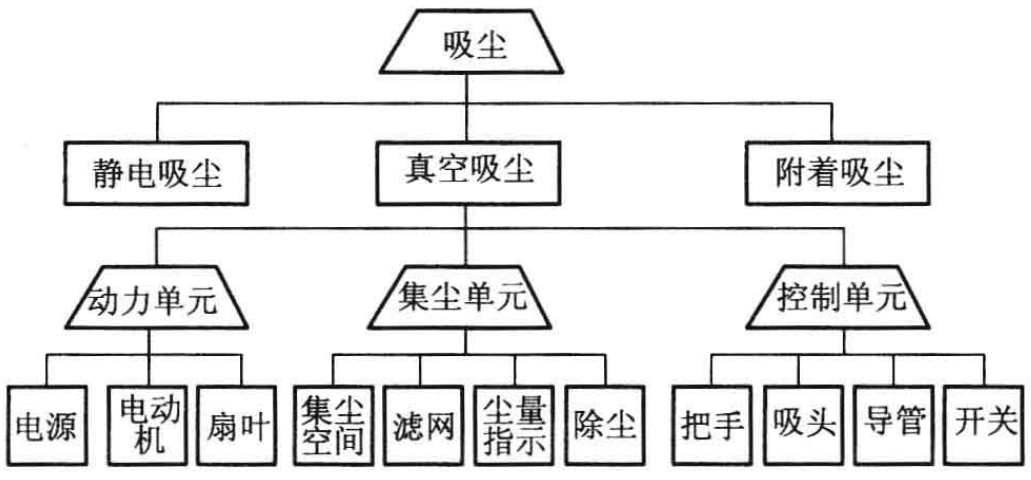 吸尘
静电吸尘
真空吸尘
附着吸尘
动力单元
集尘单元
控制单元
电源
电动
机
扇叶
集尘
空间
滤网
尘量
指示
除尘
把手
吸头
导管
开关